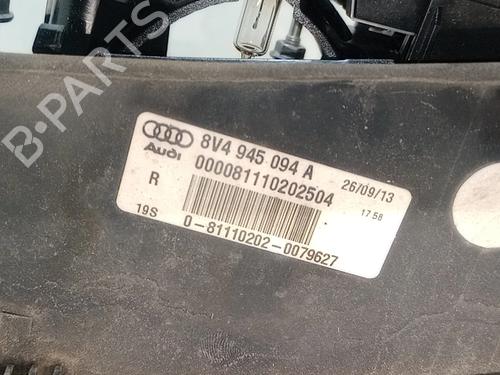 B-PARTS
Audi
8V4 945 094 A
000081110202504
26/09/13
R
17 58
19S
0-81110202-0079627